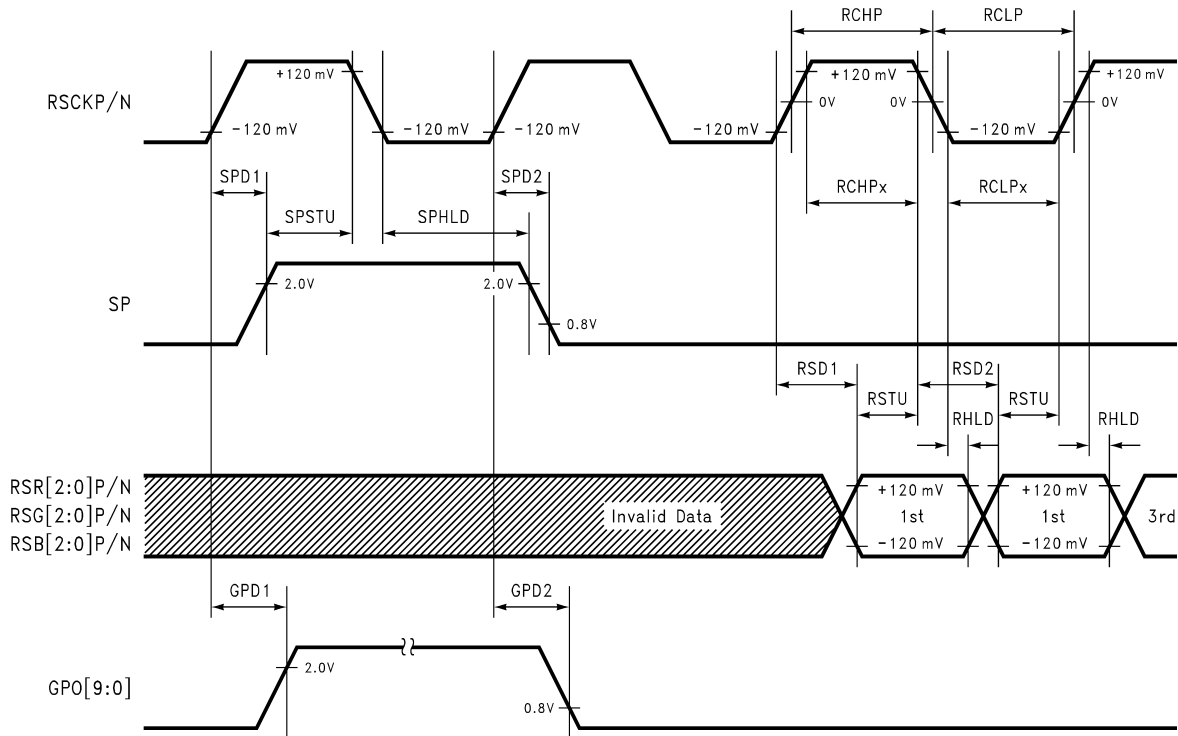 RCHP
RCLP
RSCKP/N
+120 mV
+120 mV
+120 mV
0V
0V
0V
-120 mV
-120 mV
-120 mV
-120 mV
-120 mV
SPD1
SPD2
RCHPx
RCLPx
SPSTU
SPHLD
SP
2.0V
2.0V
0.8V
RSD1
RSD2
RSTU
RSTU
RHLD
RHLD
RSR[2:0]P/N
RSG[2:0]P/N
RSB[2:0]P/N
Invalid Data
+120 mV
1st
-120 mV
+120 mV
1st
-120 mV
3rd
GPD1
GPD2
GPO[9:0]
2.0V
0.8V